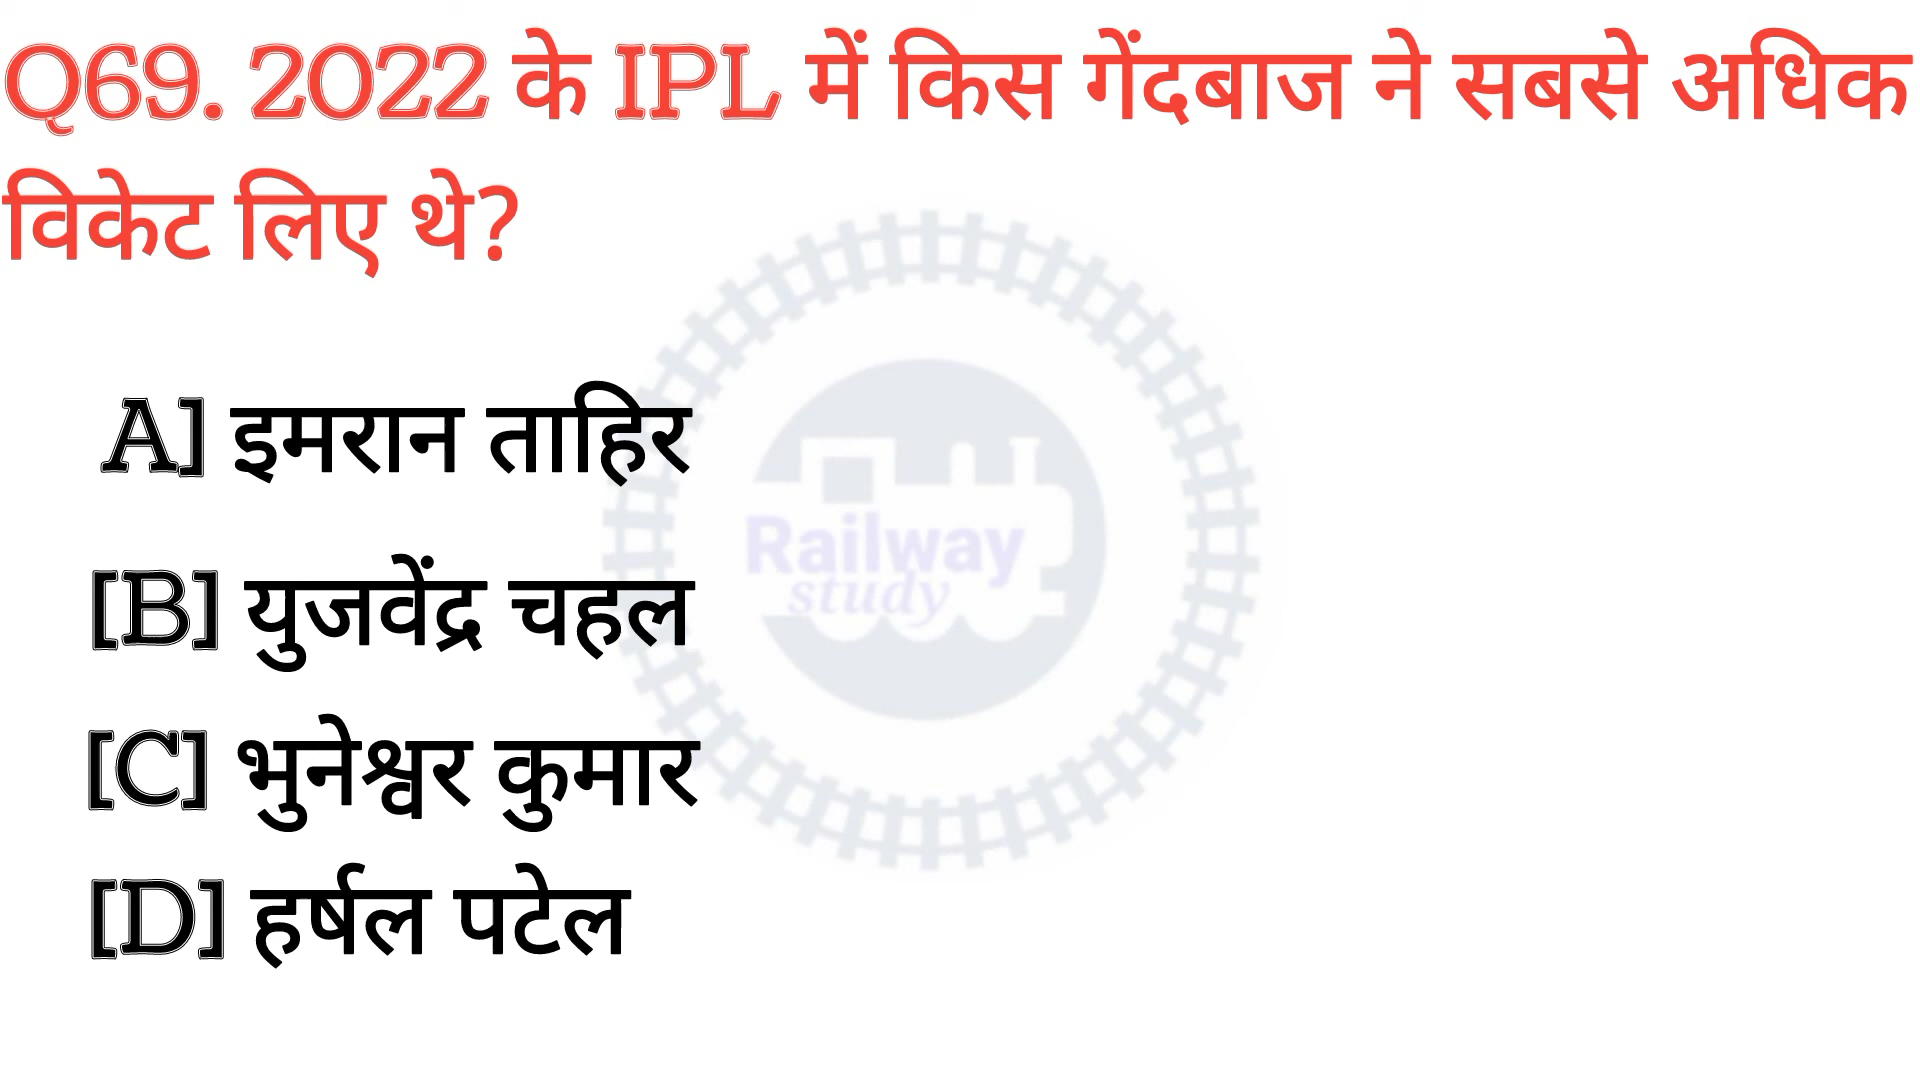 Q69. 2022 के IPL में किस गेंदबाज ने सबसे अधिक
विकेट लिए थे?
A] इमरान ताहिर
[B] युजवेंद्र चहल
[C] भुनेश्वर कुमार
[D] हर्षल पटेल
Railway
study